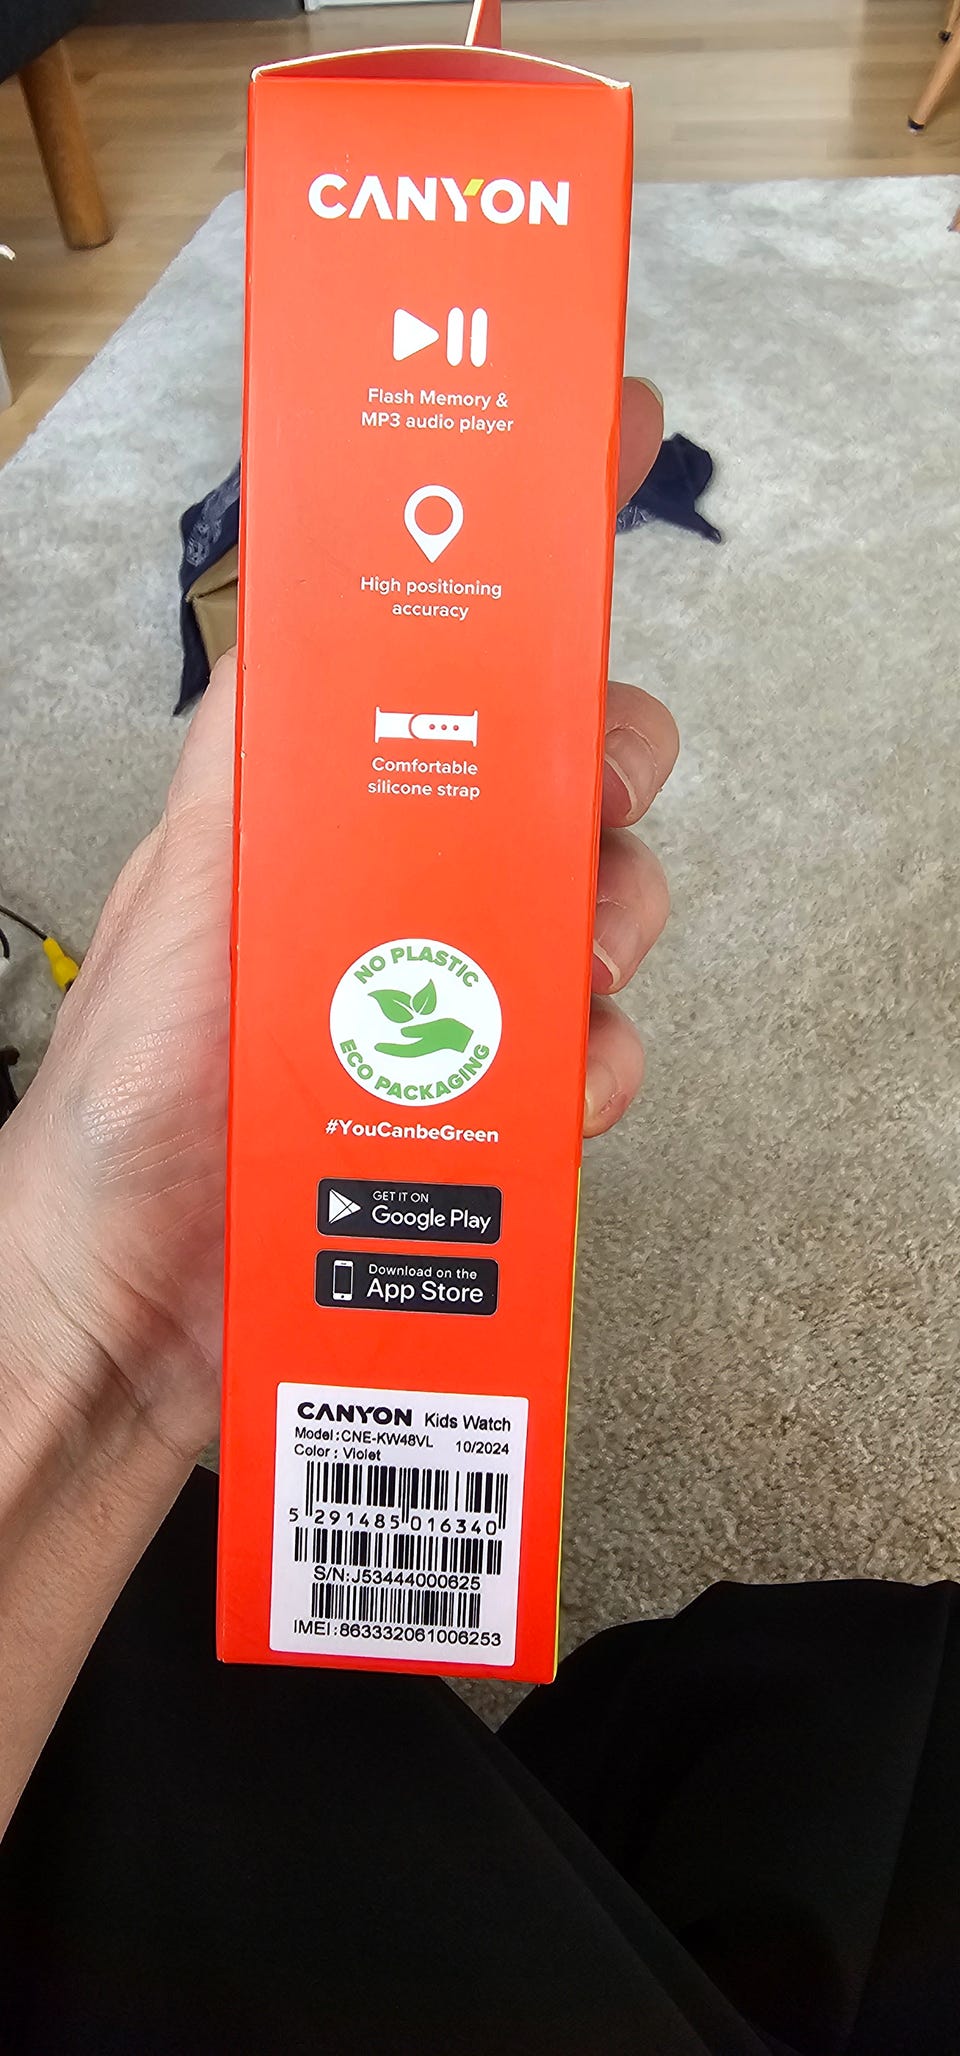 CANYON
Flash Memory &
MP3 audio player
High positioning
accuracy
Comfortable
silicone strap
NO PLASTIC
ECO PACKAGING
#YouCanbeGreen
GET IT ON
Google Play
Download on the
App Store
CANYON Kids Watch
Model:CNE-KW48VL 10/2024
Color : Violet
5 291485 016340
S/N:J53444000625
IMEI:863332061006253